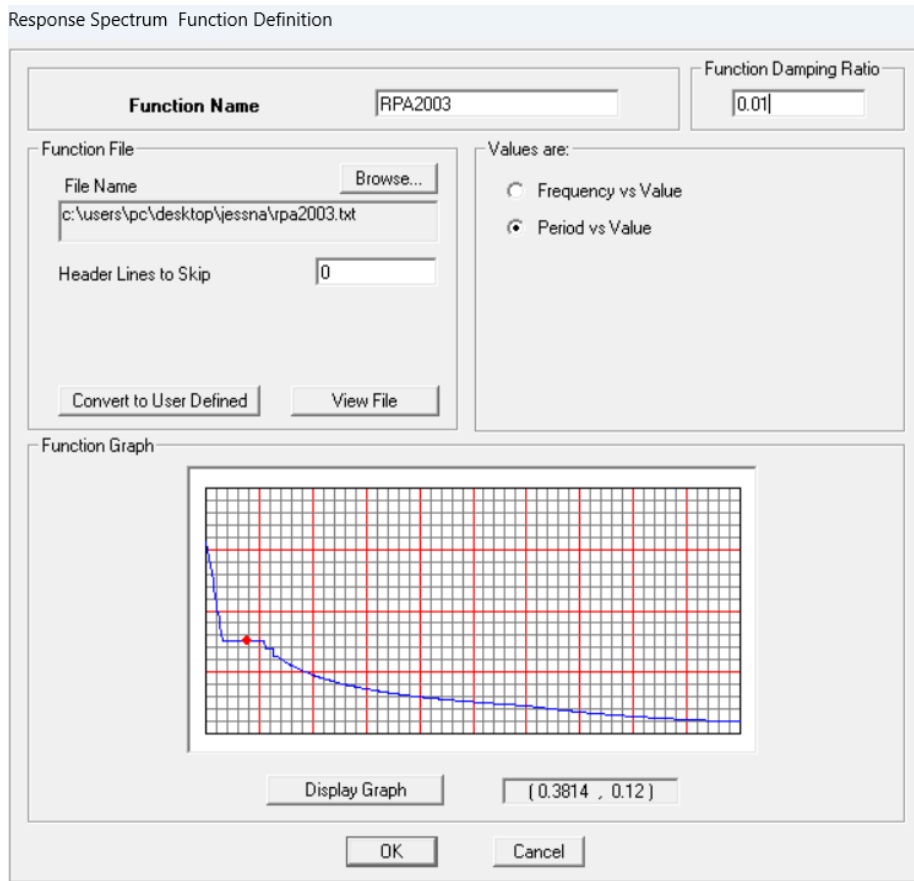 Response Spectrum Function Definition
Function Name
RPA2003
Function Damping Ratio
0.01
Function File
File Name
Browse...
c:\users\pc\desktop\jessna\rpa2003.txt
Header Lines to Skip
0
Convert to User Defined
View File
Values are:
Frequency vs Value
Period vs Value
Function Graph
Display Graph
( 0.3814 , 0.12 )
OK
Cancel